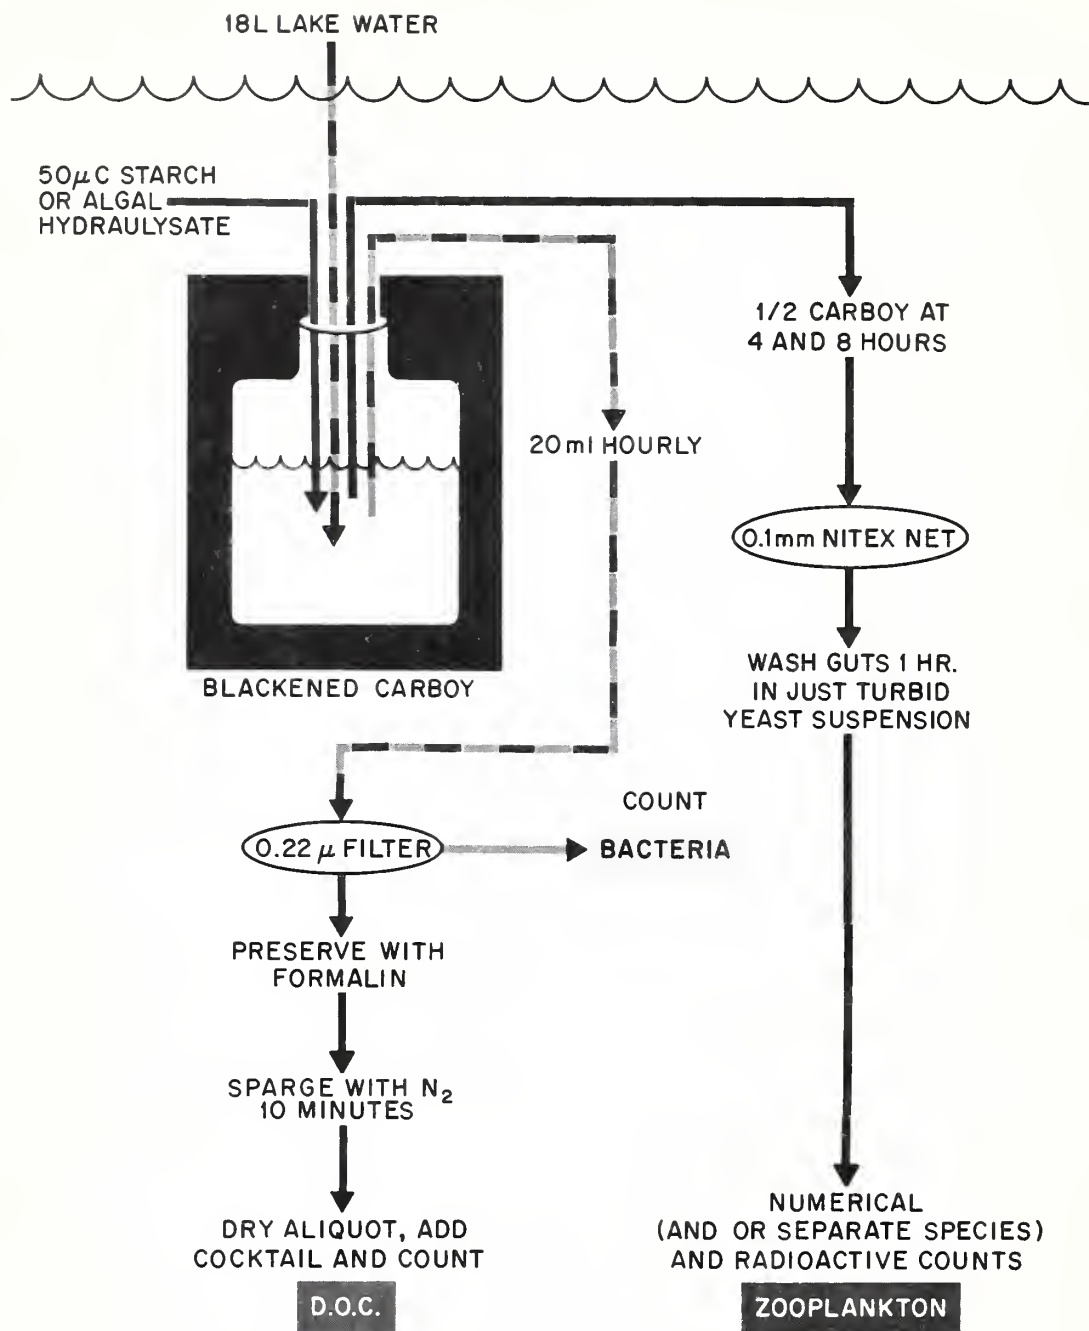 18L LAKE WATER
50μC STARCH
OR ALGAL
HYDRAULYSATE
1/2 CARBOY AT
4 AND 8 HOURS
20ml HOURLY
0.1mm NITEX NET
BLACKENED CARBOY
WASH GUTS 1 HR.
IN JUST TURBID
YEAST SUSPENSION
0.22 μ FILTER
COUNT
BACTERIA
PRESERVE WITH
FORMALIN
SPARGE WITH N₂
10 MINUTES
DRY ALIQUOT, ADD
COCKTAIL AND COUNT
D.O.C.
NUMERICAL
(AND OR SEPARATE SPECIES)
AND RADIOACTIVE COUNTS
ZOOPLANKTON